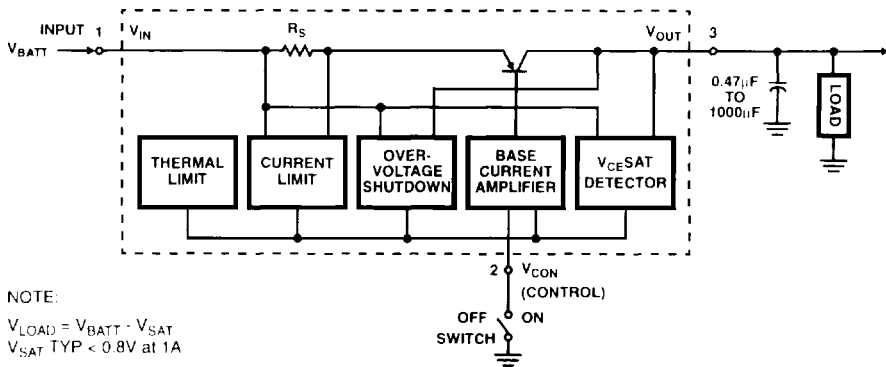 INPUT 1
V_BATT
V_IN
R_S
V_OUT
3
0.47µF
TO
1000µF
LOAD
THERMAL
LIMIT
CURRENT
LIMIT
OVER-
VOLTAGE
SHUTDOWN
BASE
CURRENT
AMPLIFIER
V_CESAT
DETECTOR
2 V_CON
(CONTROL)
OFF ON
SWITCH
NOTE:
V_LOAD = V_BATT - V_SAT
V_SAT TYP < 0.8V at 1A